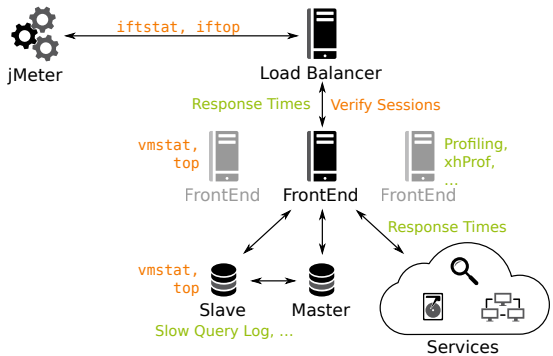 iftstat, iftop
jMeter
Load Balancer
Response Times
Verify Sessions
vmstat,
top
Profiling,
xhProf,
...
FrontEnd
FrontEnd
FrontEnd
Response Times
vmstat,
top
Slave
Master
Slow Query Log, ...
Services